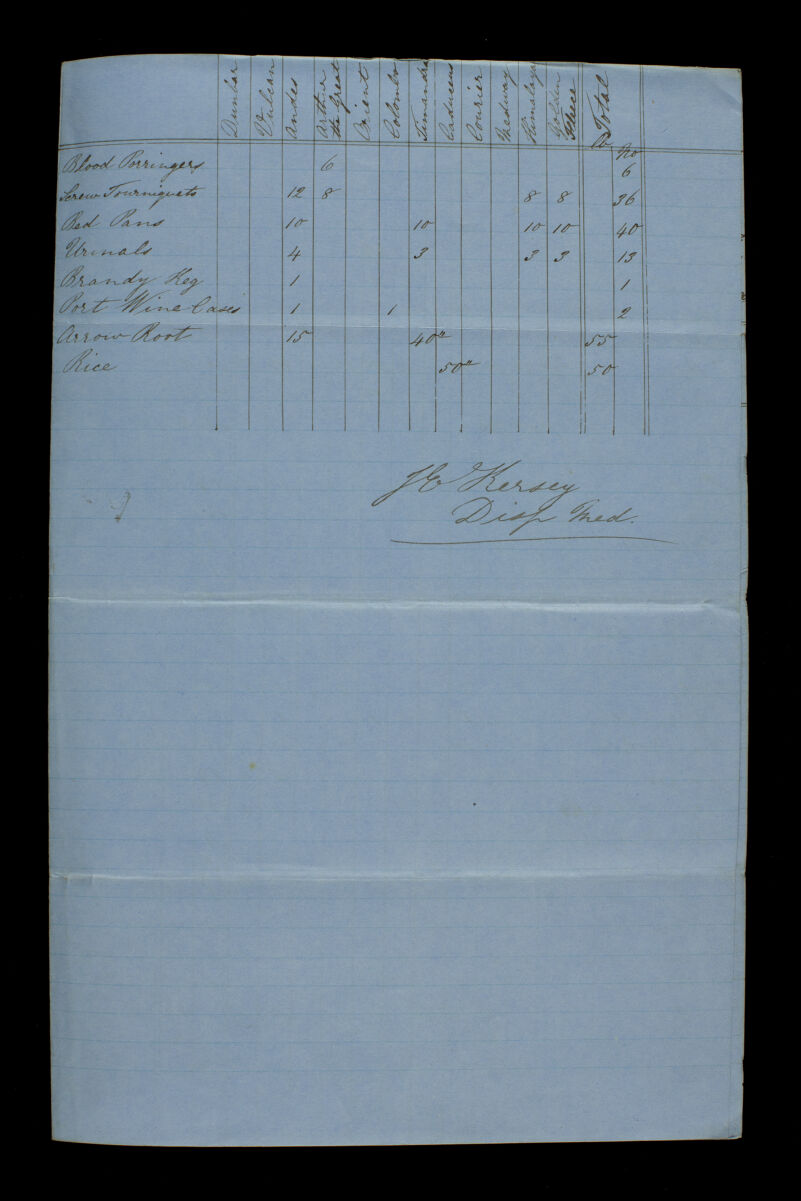 Dunbar Vulcan Andes Arthur the Great Orient Colombo Timandra Caduceus Courier Medway Himalaya Golden Fleece Total
lb No
Blood Porringers 6 6
Screw Tourniquets 12 8 8 8 36
Bed Pans 10 10 10 10 40
Urinals 4 3 3 3 13
Brandy Keg 1 1
Port Wine Cases 1 1 2
Arrow Root 15 40" 55
Rice 50" 50
Kersey
Disp Med.